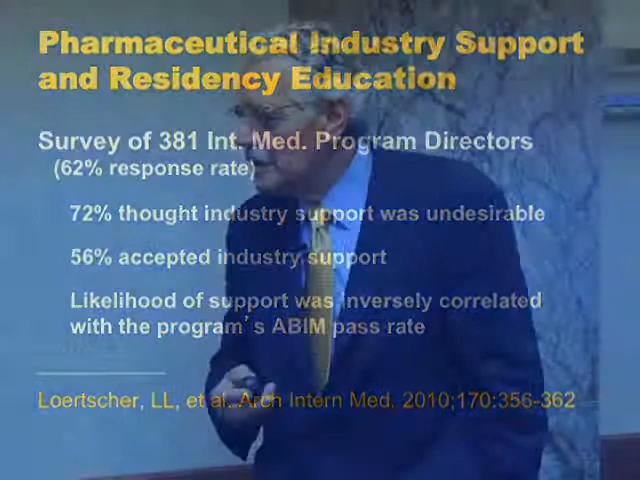 Pharmaceutical Industry Support
and Residency Education
Survey of 381 Int. Med. Program Directors
(62% response rate)
72% thought industry support was undesirable
56% accepted industry support
Likelihood of support was inversely correlated
with the program's ABIM pass rate
Loertscher, LL, et al. Arch Intern Med. 2010;170:356-362